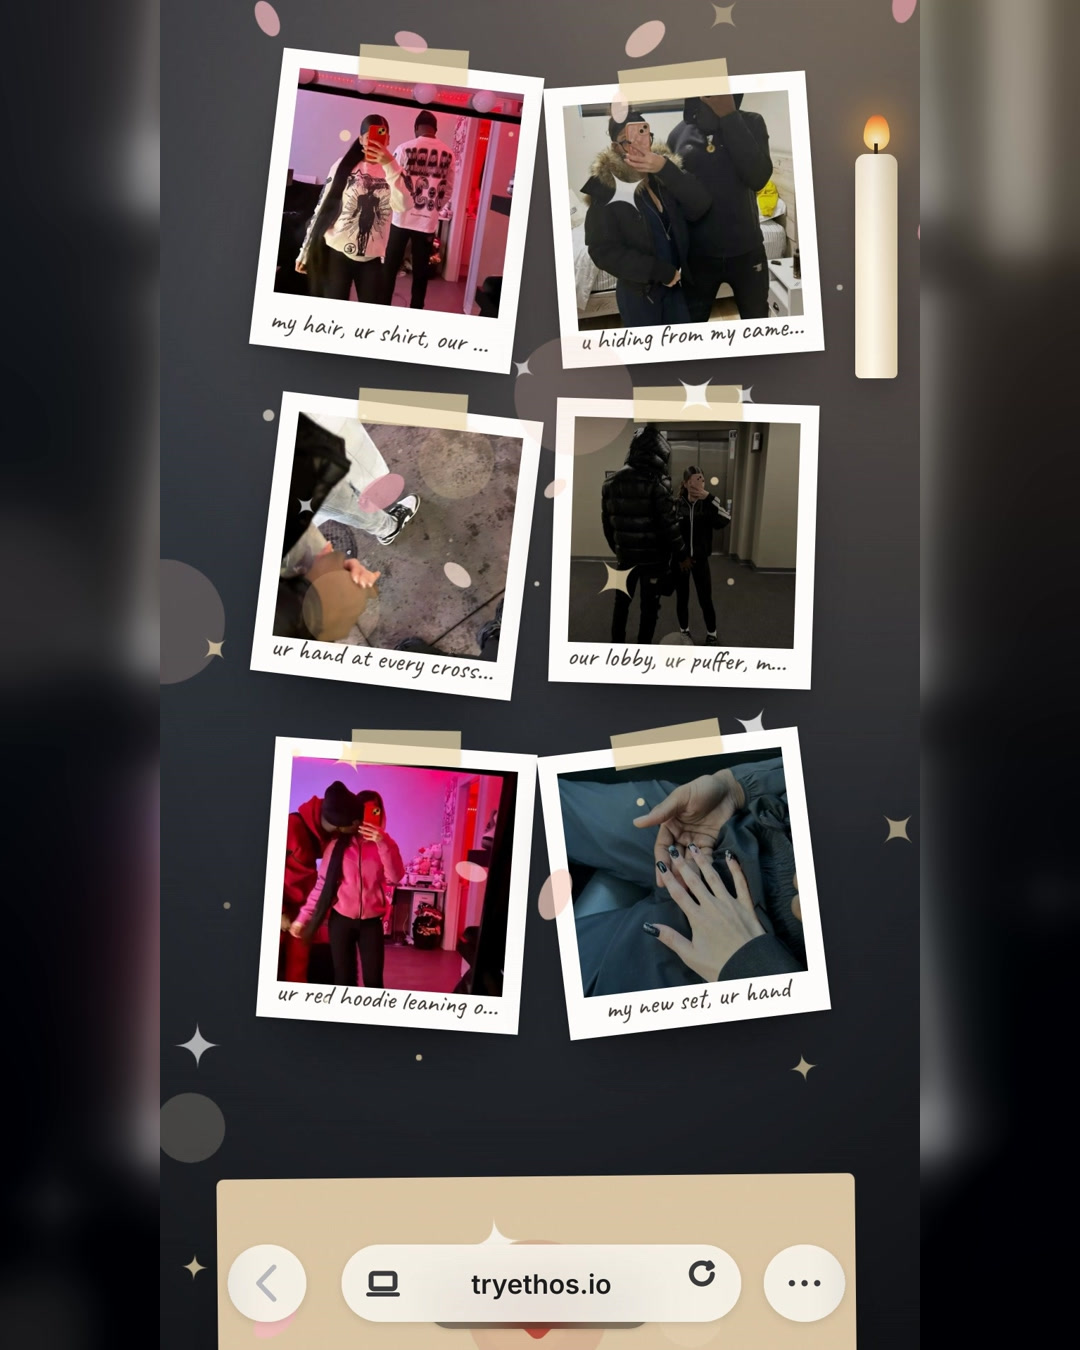 my hair, ur shirt, our ...
u hiding from my came...
ur hand at every cross...
our lobby, ur puffer, m...
ur red hoodie leaning o...
my new set, ur hand
tryethos.io